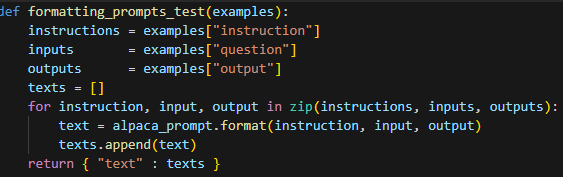 def formatting_prompts_test(examples):
    instructions = examples["instruction"]
    inputs       = examples["question"]
    outputs      = examples["output"]
    texts = []
    for instruction, input, output in zip(instructions, inputs, outputs):
        text = alpaca_prompt.format(instruction, input, output)
        texts.append(text)
    return { "text" : texts }